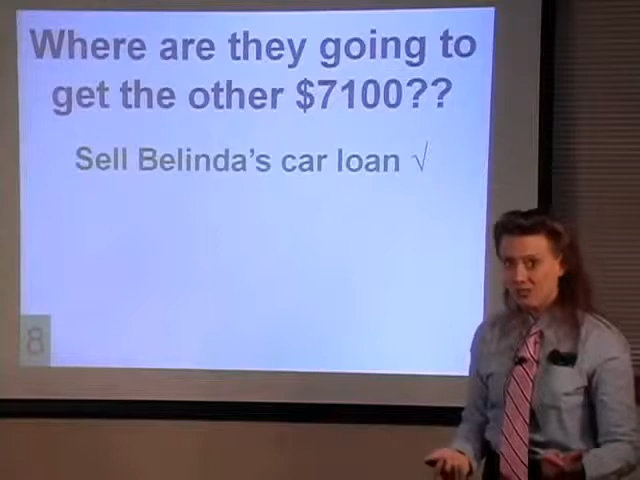 Where are they going to
get the other $7100??
Sell Belinda's car loan √
8